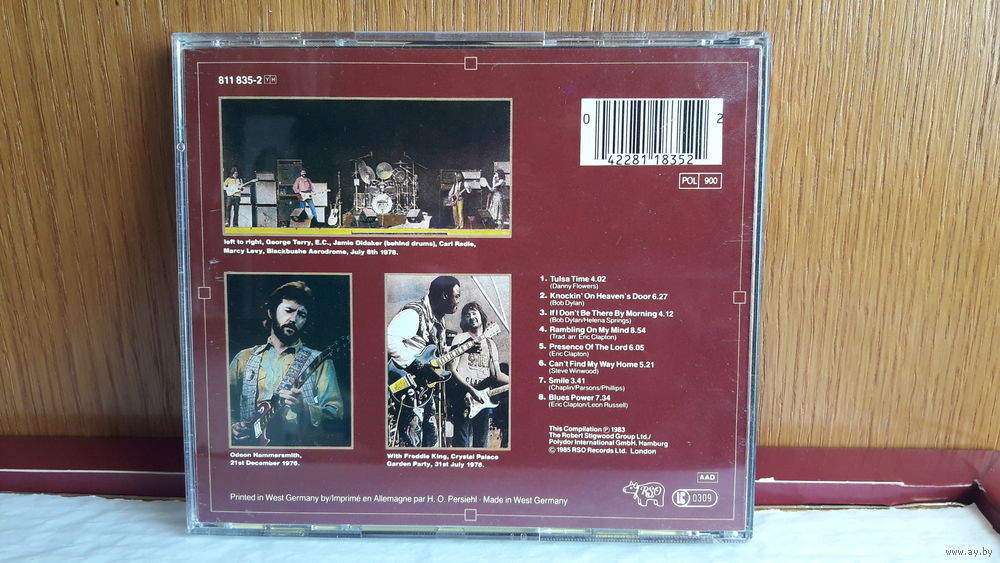 811 835-2 YH
0 42281 18352 2
POL 900
left to right, George Terry, E.C., Jamie Oldaker (behind drums), Carl Radle,
Marcy Levy, Blackbushe Aerodrome, July 8th 1978.
Odeon Hammersmith,
21st December 1978.
With Freddie King, Crystal Palace
Garden Party, 31st July 1976.
1. Tulsa Time 4.02
(Danny Flowers)
2. Knockin' On Heaven's Door 6.27
(Bob Dylan)
3. If I Don't Be There By Morning 4.12
(Bob Dylan/Helena Springs)
4. Rambling On My Mind 8.54
(Trad. arr. Eric Clapton)
5. Presence Of The Lord 6.05
(Eric Clapton)
6. Can't Find My Way Home 5.21
(Steve Winwood)
7. Smile 3.41
(Chaplin/Parsons/Phillips)
8. Blues Power 7.34
(Eric Clapton/Leon Russell)
This Compilation ℗ 1983
The Robert Stigwood Group Ltd./
Polydor International GmbH. Hamburg
© 1985 RSO Records Ltd. London
AAD
RSO
LC 0309
Printed in West Germany by/Imprimé en Allemagne par H. O. Persiehl · Made in West Germany
www.ay.by